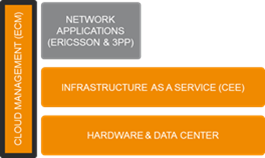 CLOUD MANAGEMENT (ECM)
NETWORK
APPLICATIONS
(ERICSSON & 3PP)
INFRASTRUCTURE AS A SERVICE (CEE)
HARDWARE & DATA CENTER